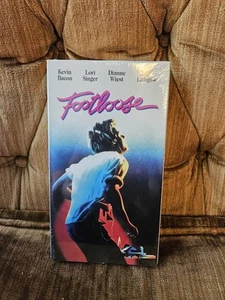 Kevin Lori Dianne
Bacon Singer Wiest
Footloose